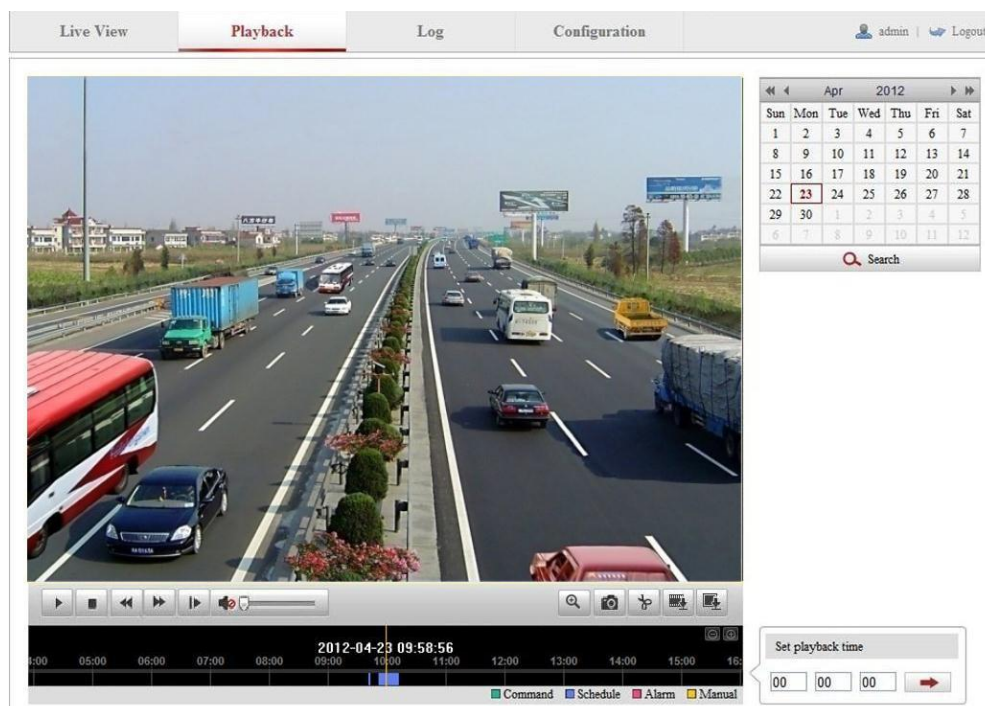 Live View Playback Log Configuration admin | Logout
Apr 2012
Sun Mon Tue Wed Thu Fri Sat
1 2 3 4 5 6 7
8 9 10 11 12 13 14
15 16 17 18 19 20 21
22 23 24 25 26 27 28
29 30 1 2 3 4 5
6 7 8 9 10 11 12
Search
2012-04-23 09:58:56
4:00 05:00 06:00 07:00 08:00 09:00 10:00 11:00 12:00 13:00 14:00 15:00 16:
Command Schedule Alarm Manual
Set playback time
00 00 00